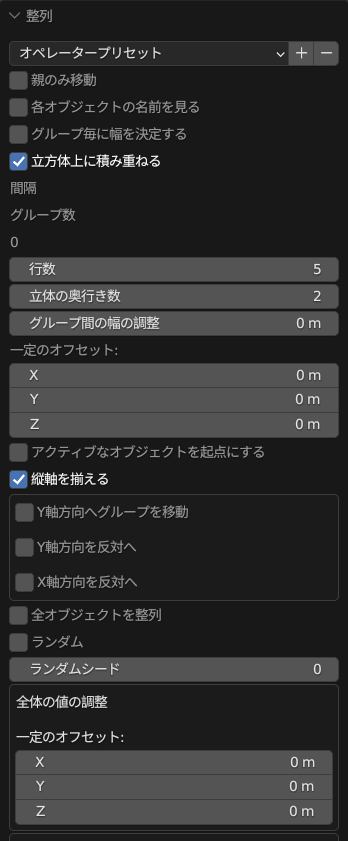 整列
オペレータープリセット
親のみ移動
各オブジェクトの名前を見る
グループ毎に幅を決定する
立方体上に積み重ねる
間隔
グループ数
0
行数 5
立体の奥行き数 2
グループ間の幅の調整 0 m
一定のオフセット:
X 0 m
Y 0 m
Z 0 m
アクティブなオブジェクトを起点にする
縦軸を揃える
Y軸方向へグループを移動
Y軸方向を反対へ
X軸方向を反対へ
全オブジェクトを整列
ランダム
ランダムシード 0
全体の値の調整
一定のオフセット:
X 0 m
Y 0 m
Z 0 m